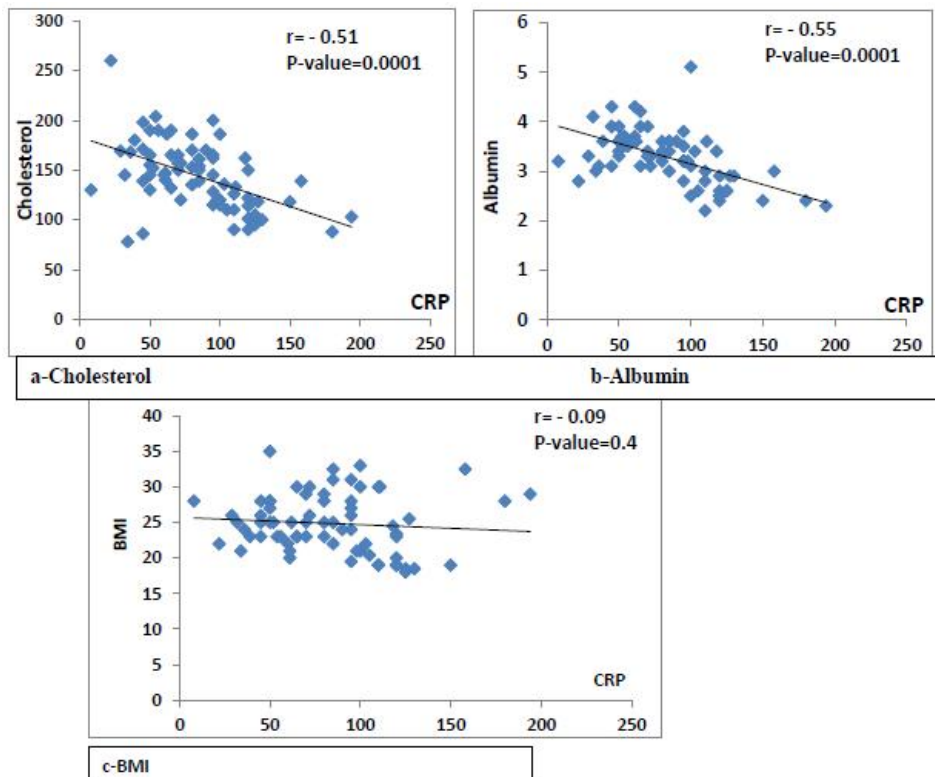 r= - 0.51
P-value=0.0001
Cholesterol
300
250
200
150
100
50
0
0 50 100 150 200 250
CRP
r= - 0.55
P-value=0.0001
Albumin
6
5
4
3
2
1
0
0 50 100 150 200 250
CRP
a-Cholesterol b-Albumin
r= - 0.09
P-value=0.4
BMI
40
35
30
25
20
15
10
5
0
0 50 100 150 200 250
CRP
c-BMI